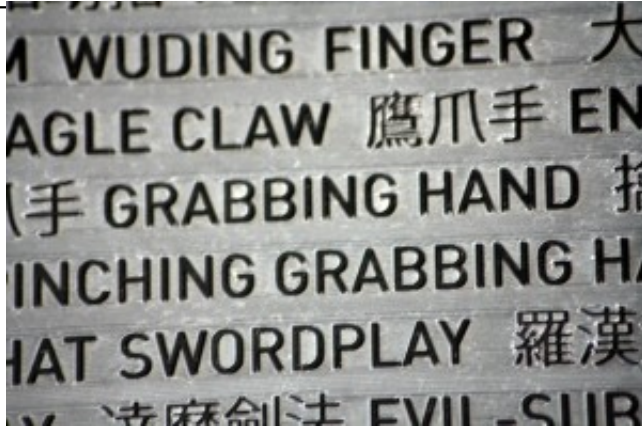 WUDING FINGER 大
AGLE CLAW 鷹爪手 EN
手 GRABBING HAND
INCHING GRABBING HA
HAT SWORDPLAY 羅漢
達摩劍法 EVIL-SUB